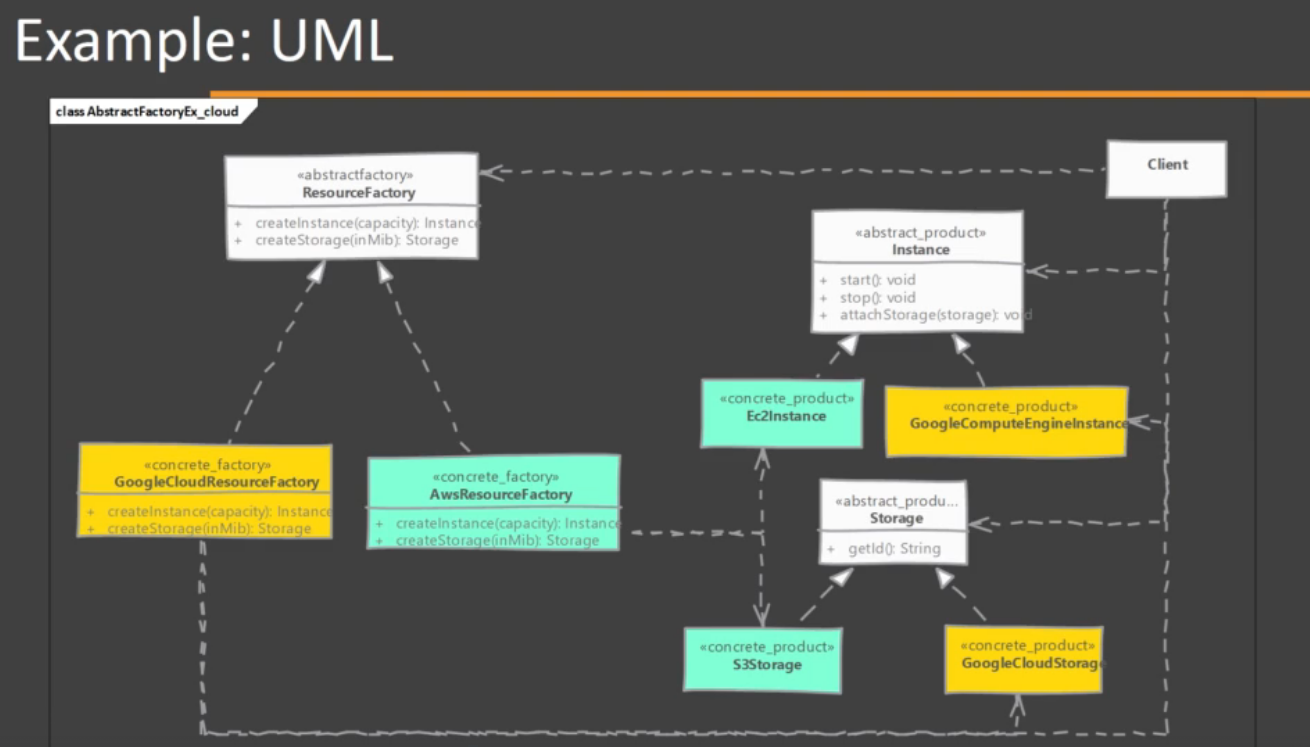 Example: UML
class AbstractFactoryEx_cloud
«abstractfactory»
ResourceFactory
+ createInstance(capacity): Instance
+ createStorage(inMib): Storage
Client
«abstract_product»
Instance
+ start(): void
+ stop(): void
+ attachStorage(storage): void
«concrete_product»
Ec2Instance
«concrete_product»
GoogleComputeEngineInstance
«concrete_factory»
GoogleCloudResourceFactory
+ createInstance(capacity): Instance
+ createStorage(inMib): Storage
«concrete_factory»
AwsResourceFactory
+ createInstance(capacity): Instance
+ createStorage(inMib): Storage
«abstract_produ...
Storage
+ getId(): String
«concrete_product»
S3Storage
«concrete_product»
GoogleCloudStorage